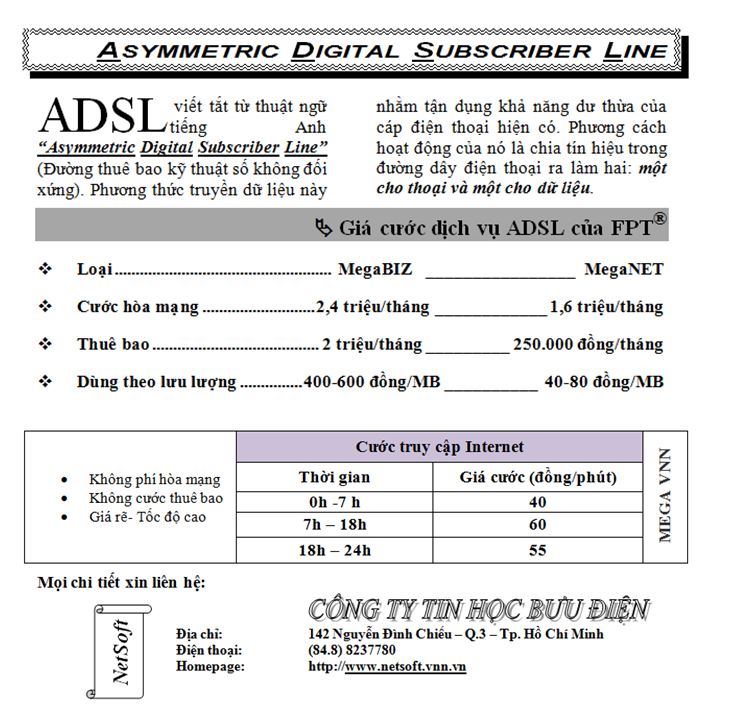 ASYMMETRIC DIGITAL SUBSCRIBER LINE
ADSL viết tắt từ thuật ngữ
tiếng Anh
“Asymmetric Digital Subscriber Line”
(Đường thuê bao kỹ thuật số không đối
xứng). Phương thức truyền dữ liệu này
nhằm tận dụng khả năng dư thừa của
cáp điện thoại hiện có. Phương cách
hoạt động của nó là chia tín hiệu trong
đường dây điện thoại ra làm hai: một
cho thoại và một cho dữ liệu.
Giá cước dịch vụ ADSL của FPT®
❖ Loại.................................................. MegaBIZ ________________ MegaNET
❖ Cước hòa mạng ..........................2,4 triệu/tháng ____________1,6 triệu/tháng
❖ Thuê bao ...................................... 2 triệu/tháng _________ 250.000 đồng/tháng
❖ Dùng theo lưu lượng ..............400-600 đồng/MB __________ 40-80 đồng/MB
• Không phí hòa mạng
• Không cước thuê bao
• Giá rẽ- Tốc độ cao
Cước truy cập Internet
Thời gian Giá cước (đồng/phút)
0h -7 h 40
7h – 18h 60
18h – 24h 55
MEGA VNN
Mọi chi tiết xin liên hệ:
NetSoft
CÔNG TY TIN HỌC BƯU ĐIỆN
Địa chỉ: 142 Nguyễn Đình Chiểu – Q.3 – Tp. Hồ Chí Minh
Điện thoại: (84.8) 8237780
Homepage: http://www.netsoft.vnn.vn